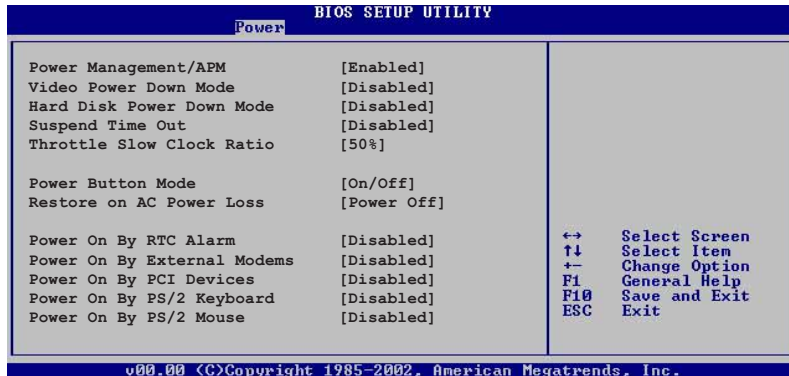 BIOS SETUP UTILITY
Power
Power Management/APM [Enabled]
Video Power Down Mode [Disabled]
Hard Disk Power Down Mode [Disabled]
Suspend Time Out [Disabled]
Throttle Slow Clock Ratio [50%]
Power Button Mode [On/Off]
Restore on AC Power Loss [Power Off]
Power On By RTC Alarm [Disabled]
Power On By External Modems [Disabled]
Power On By PCI Devices [Disabled]
Power On By PS/2 Keyboard [Disabled]
Power On By PS/2 Mouse [Disabled]
←→ Select Screen
↑↓ Select Item
+- Change Option
F1 General Help
F10 Save and Exit
ESC Exit
v00.00 (C)Copyright 1985-2002, American Megatrends, Inc.